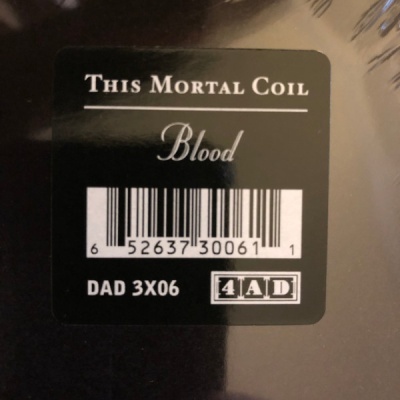 THIS MORTAL COIL
Blood
6 52637 30061 1
DAD 3X06 4AD